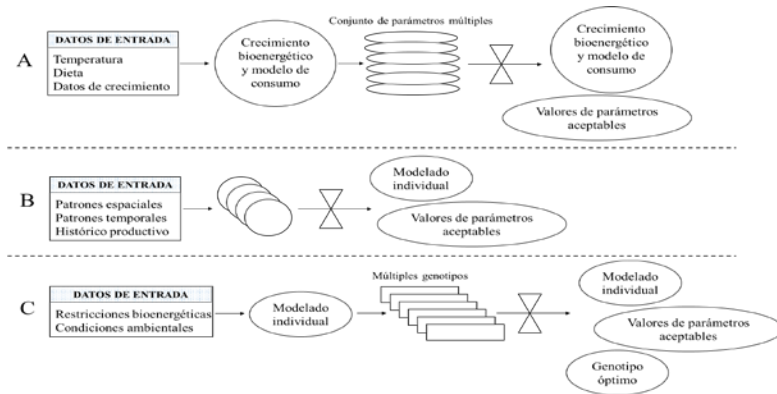 A
DATOS DE ENTRADA
Temperatura
Dieta
Datos de crecimiento
Crecimiento
bioenergético
y modelo de
consumo
Conjunto de parámetros múltiples
Crecimiento
bioenergético
y modelo de
consumo
Valores de parámetros
aceptables
B
DATOS DE ENTRADA
Patrones espaciales
Patrones temporales
Histórico productivo
Modelado
individual
Valores de parámetros
aceptables
C
DATOS DE ENTRADA
Restricciones bioenergéticas
Condiciones ambientales
Modelado
individual
Múltiples genotipos
Modelado
individual
Valores de parámetros
aceptables
Genotipo
óptimo